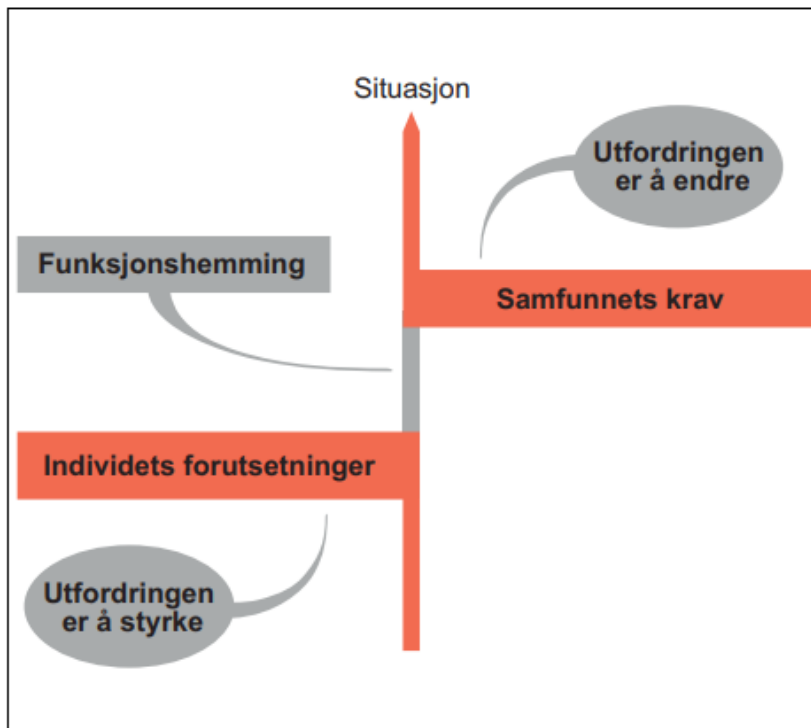 Situasjon
Utfordringen
er å endre
Funksjonshemming
Samfunnets krav
Individets forutsetninger
Utfordringen
er å styrke